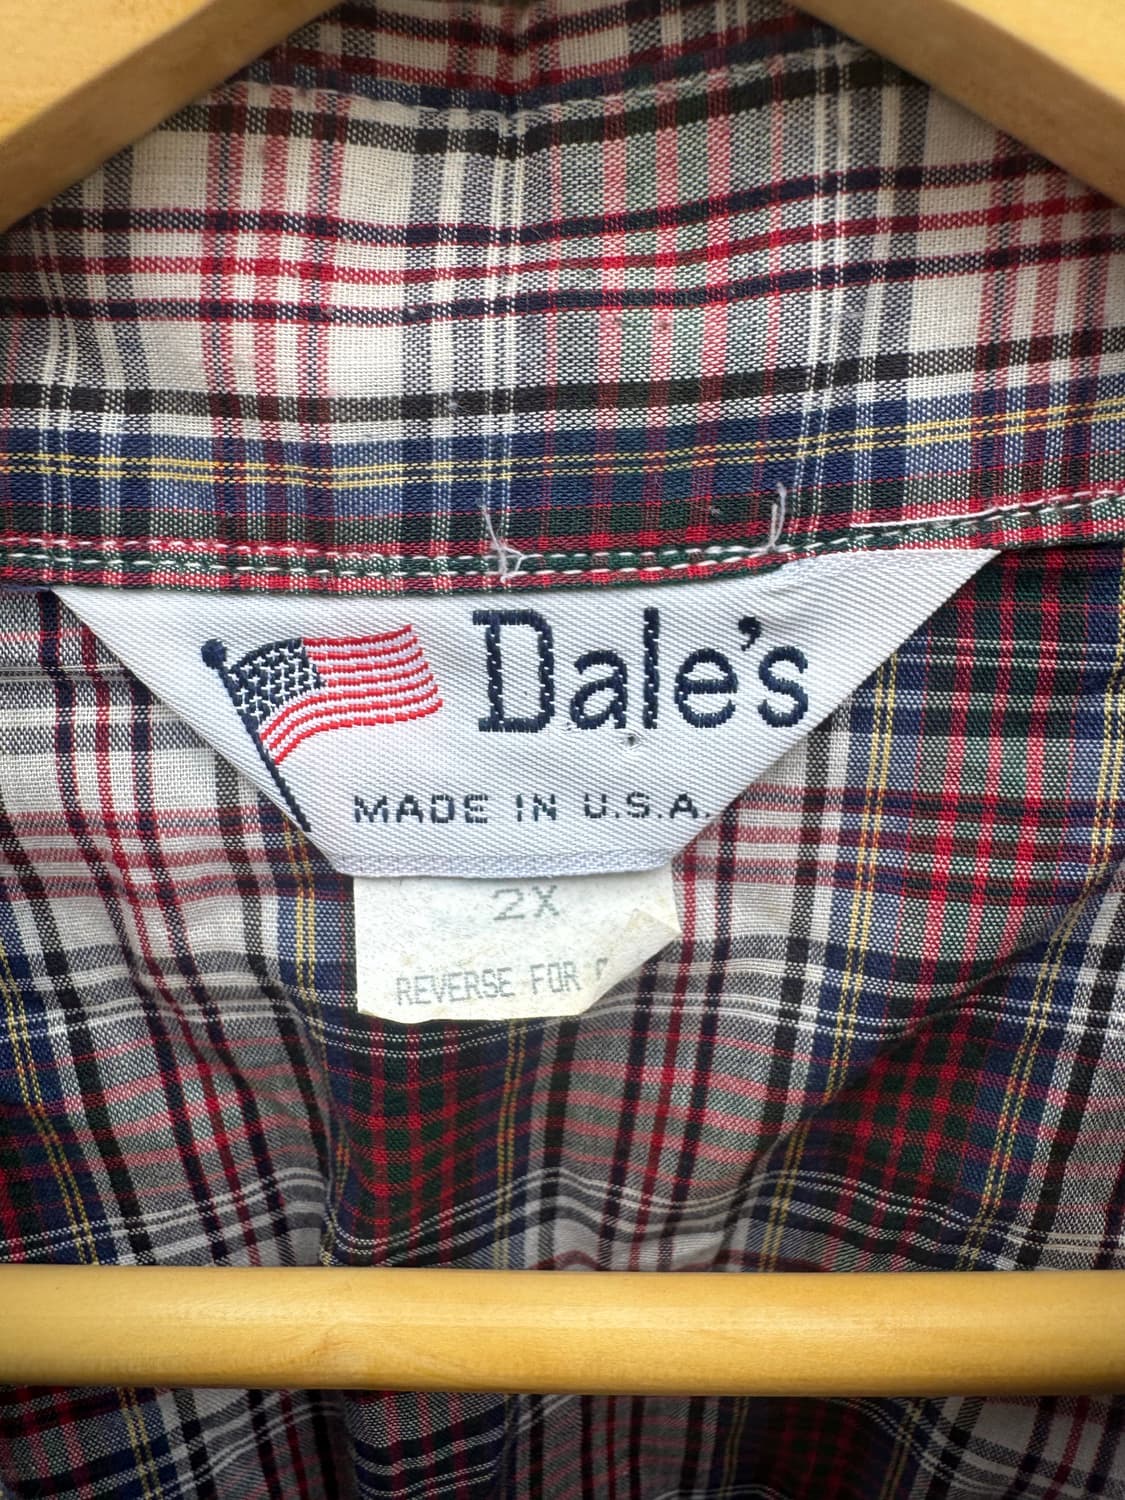 Dale's
MADE IN U.S.A.
2X
REVERSE FOR